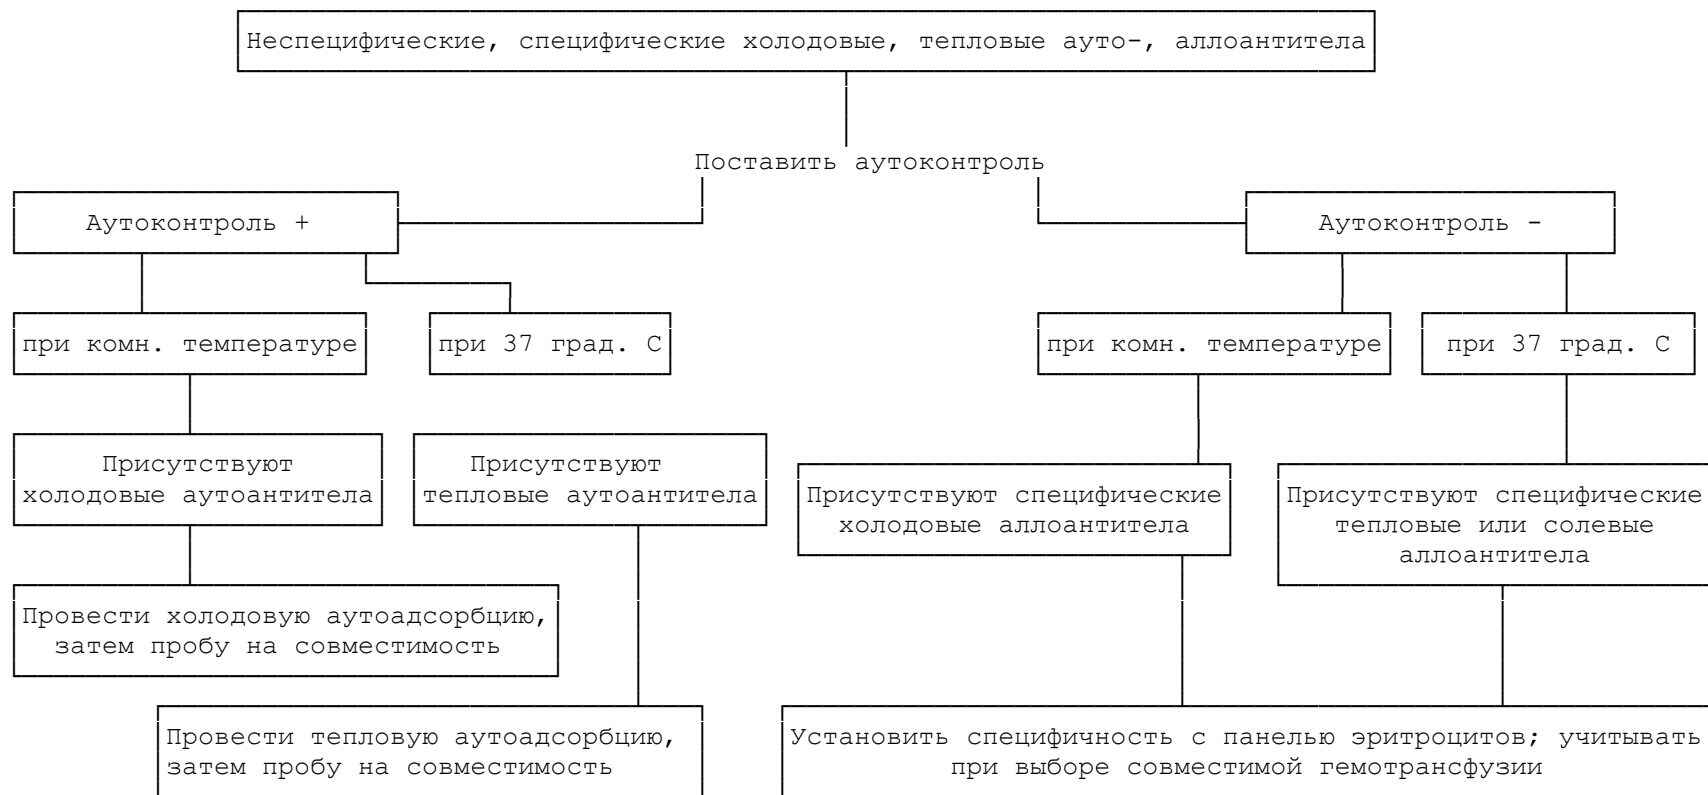 Неспецифические, специфические холодовые, тепловые ауто-, аллоантитела
Поставить аутоконтроль
Аутоконтроль +
Аутоконтроль -
при комн. температуре
при 37 град. C
при комн. температуре
при 37 град. C
Присутствуют
холодовые аутоантитела
Присутствуют
тепловые аутоантитела
Присутствуют специфические
холодовые аллоантитела
Присутствуют специфические
тепловые или солевые
аллоантитела
Провести холодовую аутоадсорбцию,
затем пробу на совместимость
Провести тепловую аутоадсорбцию,
затем пробу на совместимость
Установить специфичность с панелью эритроцитов; учитывать
при выборе совместимой гемотрансфузии